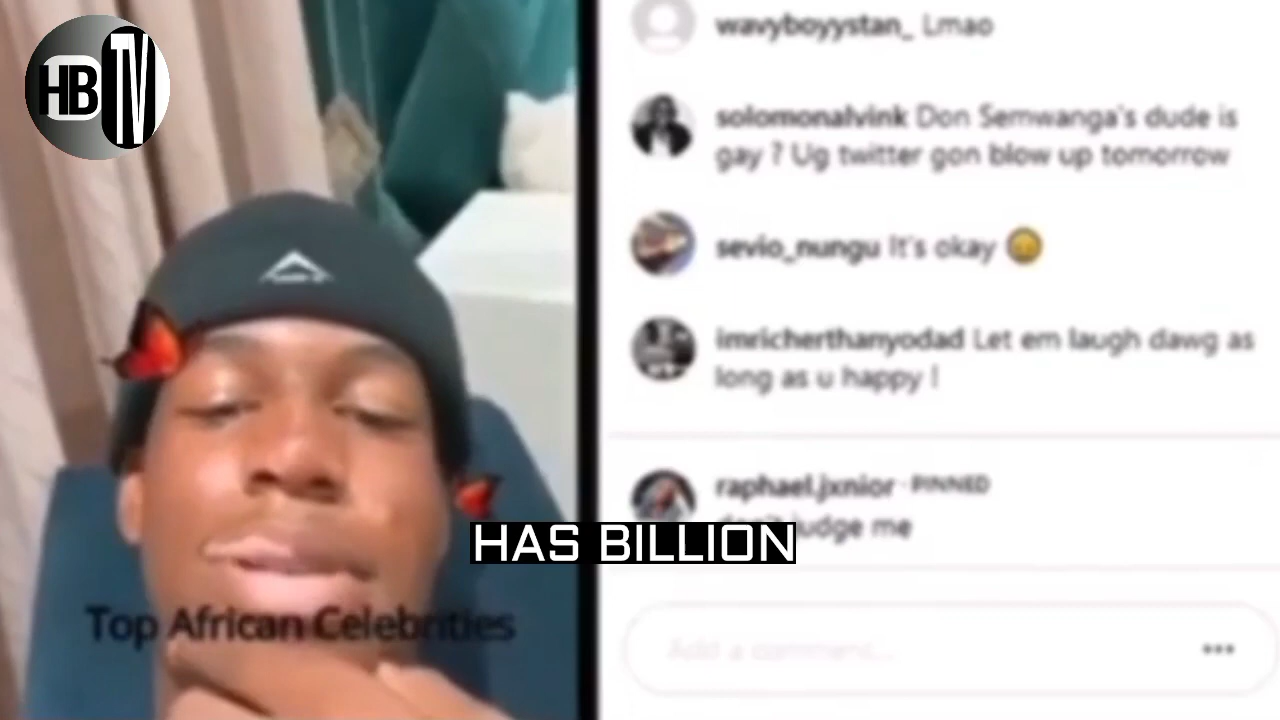 HB TV
wavyboyystan_ Lmao
solomonalvink Don Semwanga's dude is
gay ? Ug twitter gon blow up tomorrow
sevio_nungu It's okay
imricherthanyodad Let em laugh dawg as
long as u happy !
raphael.jxnior · PINNED
judge me
HAS BILLION
Top African Celebrities
Add a comment...